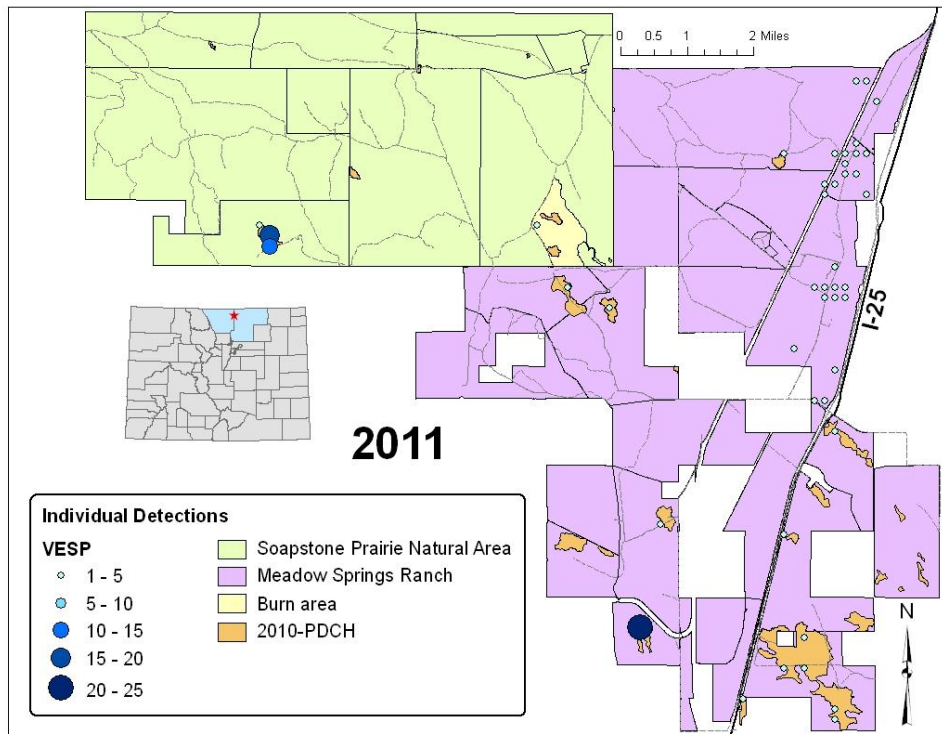 0 0.5 1 2 Miles
I-25
2011
Individual Detections
VESP
1 - 5
5 - 10
10 - 15
15 - 20
20 - 25
Soapstone Prairie Natural Area
Meadow Springs Ranch
Burn area
2010-PDCH
N